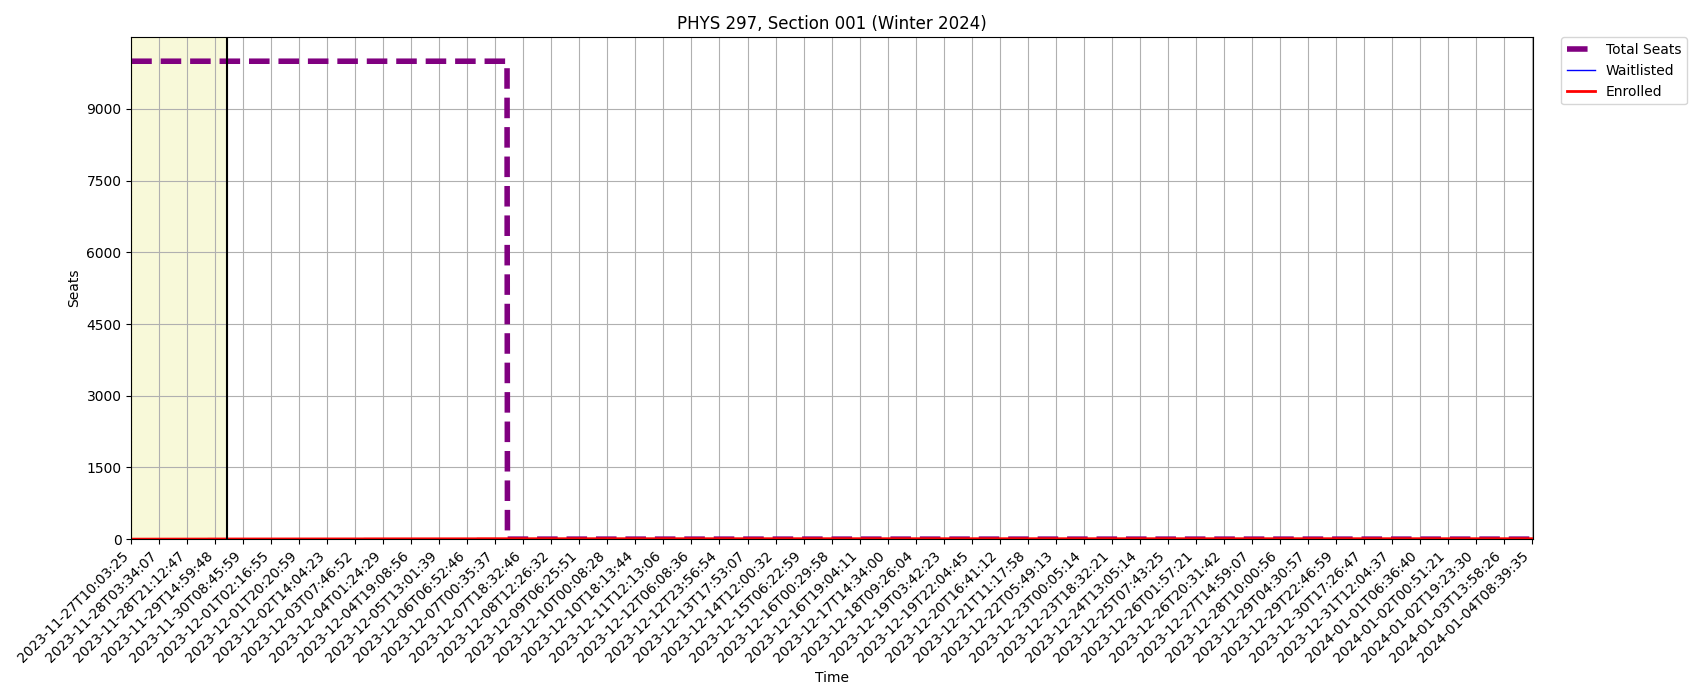 PHYS 297, Section 001 (Winter 2024)
Total Seats
Waitlisted
Enrolled
Seats
9000
7500
6000
4500
3000
1500
0
2023-11-27T10:03:25
2023-11-28T03:34:07
2023-11-28T21:12:47
2023-11-29T14:59:48
2023-11-30T08:45:59
2023-12-01T02:16:55
2023-12-01T20:20:59
2023-12-02T14:04:23
2023-12-03T07:46:52
2023-12-04T01:24:29
2023-12-04T19:08:56
2023-12-05T13:01:39
2023-12-06T06:52:46
2023-12-07T00:35:37
2023-12-07T18:32:46
2023-12-08T12:26:32
2023-12-09T06:25:51
2023-12-10T00:08:28
2023-12-10T18:13:44
2023-12-11T12:13:06
2023-12-12T06:08:36
2023-12-12T23:56:54
2023-12-13T17:53:07
2023-12-14T12:00:32
2023-12-15T06:22:59
2023-12-16T00:29:58
2023-12-16T19:04:11
2023-12-17T14:34:00
2023-12-18T09:26:04
2023-12-19T03:42:23
2023-12-19T22:04:45
2023-12-20T16:41:12
2023-12-21T11:17:58
2023-12-22T05:49:13
2023-12-23T00:05:14
2023-12-23T18:32:21
2023-12-24T13:05:14
2023-12-25T07:43:25
2023-12-26T01:57:21
2023-12-26T20:31:42
2023-12-27T14:59:07
2023-12-28T10:00:56
2023-12-29T04:30:57
2023-12-29T22:46:59
2023-12-30T17:26:47
2023-12-31T12:04:37
2024-01-01T06:36:40
2024-01-02T00:51:21
2024-01-02T19:23:30
2024-01-03T13:58:26
2024-01-04T08:39:35
Time